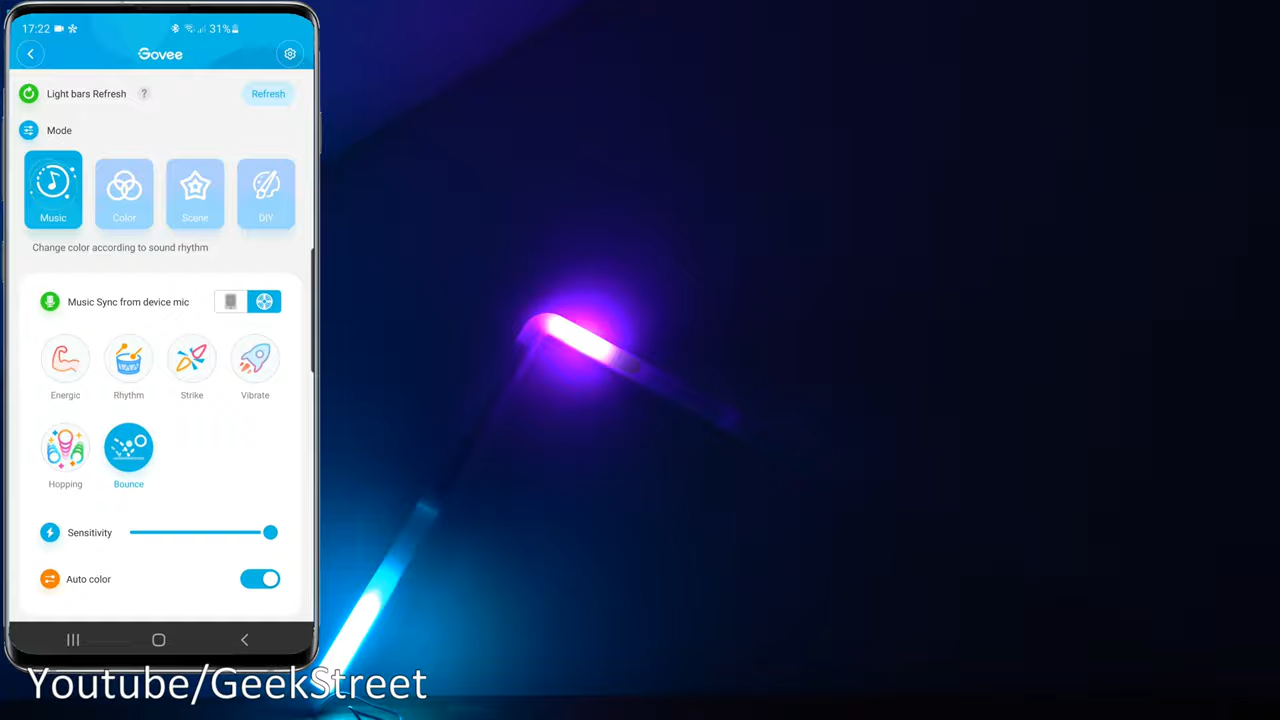 17:22 31%
Govee
Light bars Refresh ? Refresh
Mode
Music Color Scene DIY
Change color according to sound rhythm
Music Sync from device mic
Energic Rhythm Strike Vibrate
Hopping Bounce
Sensitivity
Auto color
Youtube/GeekStreet